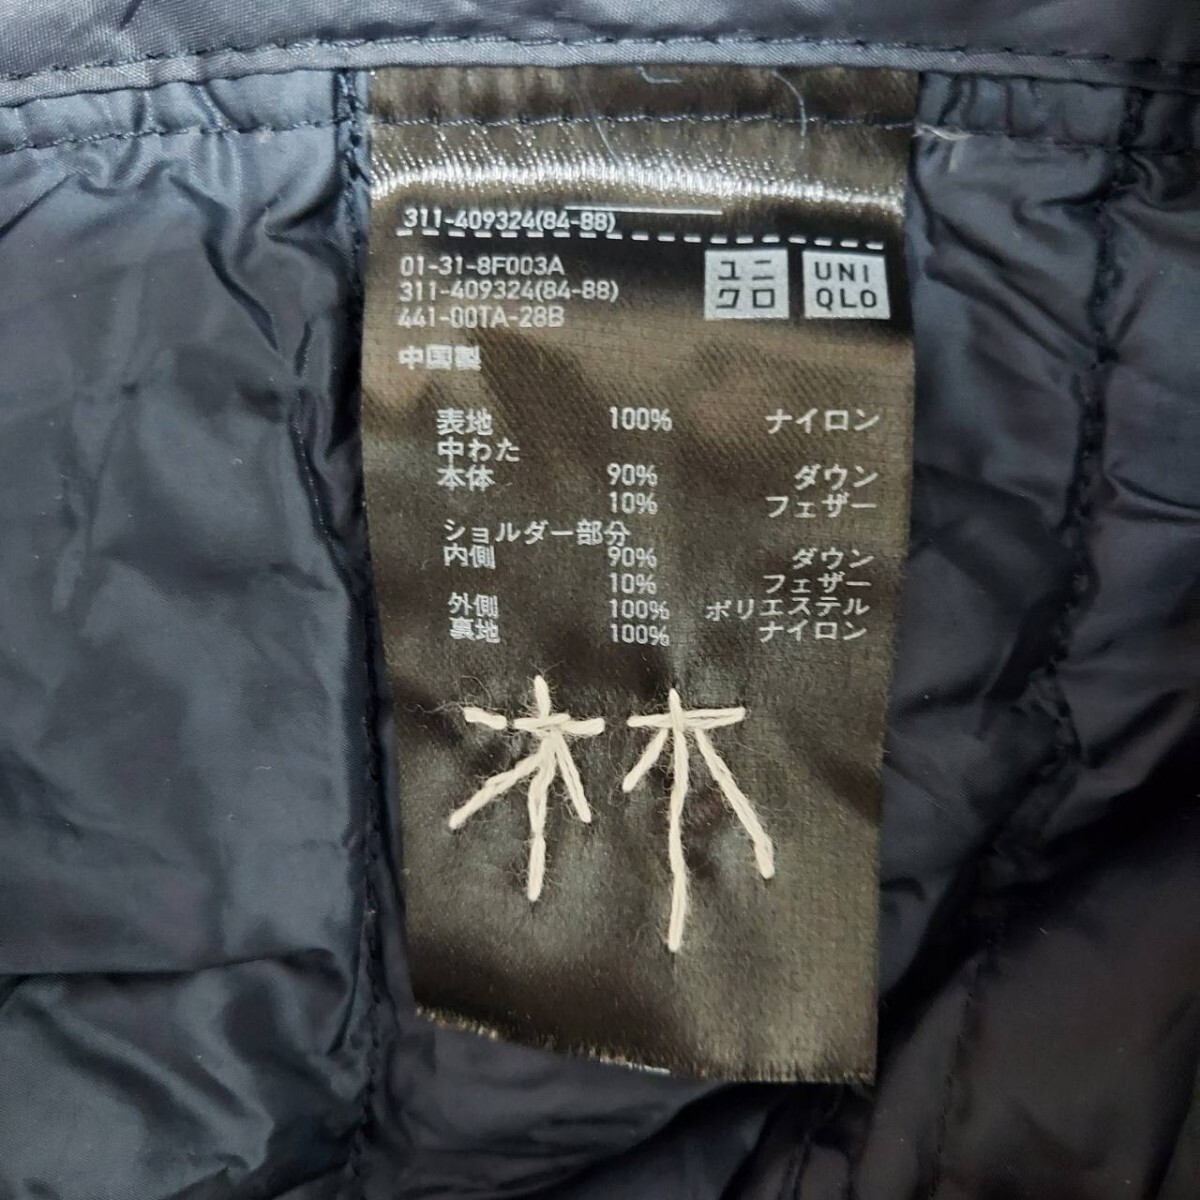 311-409324(84-88)
01-31-8F003A
311-409324(84-88)
441-00TA-28B
ユニ
クロ
UNI
QLO
中国製
表地 100% ナイロン
中わた
本体 90% ダウン
10% フェザー
ショルダー部分
内側 90% ダウン
10% フェザー
外側 100% ポリエステル
裏地 100% ナイロン
林